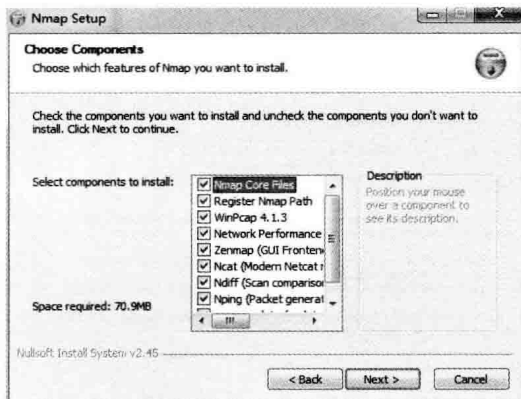 Nmap Setup
Choose Components
Choose which features of Nmap you want to install.
Check the components you want to install and uncheck the components you don't want to
install. Click Next to continue.
Select components to install:
Nmap Core Files
Register Nmap Path
WinPcap 4.1.3
Network Performance
Zenmap (GUI Fronten
Ncat (Modern Netcat r
Ndiff (Scan comparison
Nping (Packet generat
Description
Position your mouse
over a component to
see its description.
Space required: 70.9MB
Nullsoft Install System v2.45
< Back
Next >
Cancel